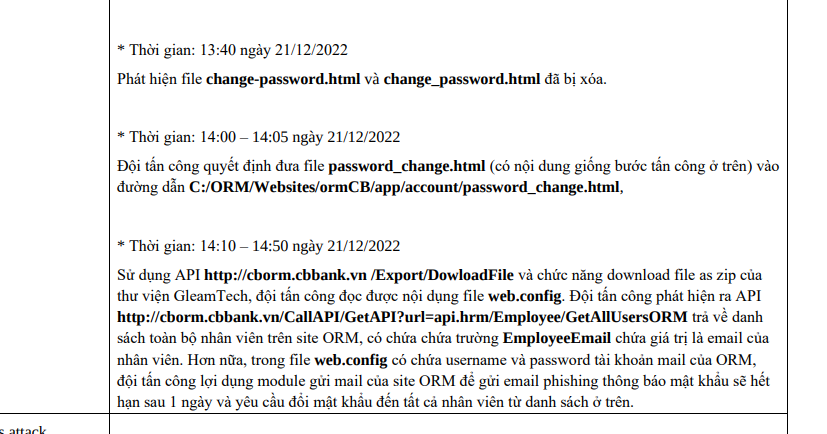 * Thời gian: 13:40 ngày 21/12/2022
Phát hiện file change-password.html và change_password.html đã bị xóa.
* Thời gian: 14:00 – 14:05 ngày 21/12/2022
Đội tấn công quyết định đưa file password_change.html (có nội dung giống bước tấn công ở trên) vào
đường dẫn C:/ORM/Websites/ormCB/app/account/password_change.html,
* Thời gian: 14:10 – 14:50 ngày 21/12/2022
Sử dụng API http://cborm.cbbank.vn /Export/DowloadFile và chức năng download file as zip của
thư viện GleamTech, đội tấn công đọc được nội dụng file web.config. Đội tấn công phát hiện ra API
http://cborm.cbbank.vn/CallAPI/GetAPI?url=api.hrm/Employee/GetAllUsersORM trả về danh
sách toàn bộ nhân viên trên site ORM, có chứa chứa trường EmployeeEmail chứa giá trị là email của
nhân viên. Hơn nữa, trong file web.config có chứa username và password tài khoản mail của ORM,
đội tấn công lợi dụng module gửi mail của site ORM để gửi email phishing thông báo mật khẩu sẽ hết
hạn sau 1 ngày và yêu cầu đổi mật khẩu đến tất cả nhân viên từ danh sách ở trên.
s attack